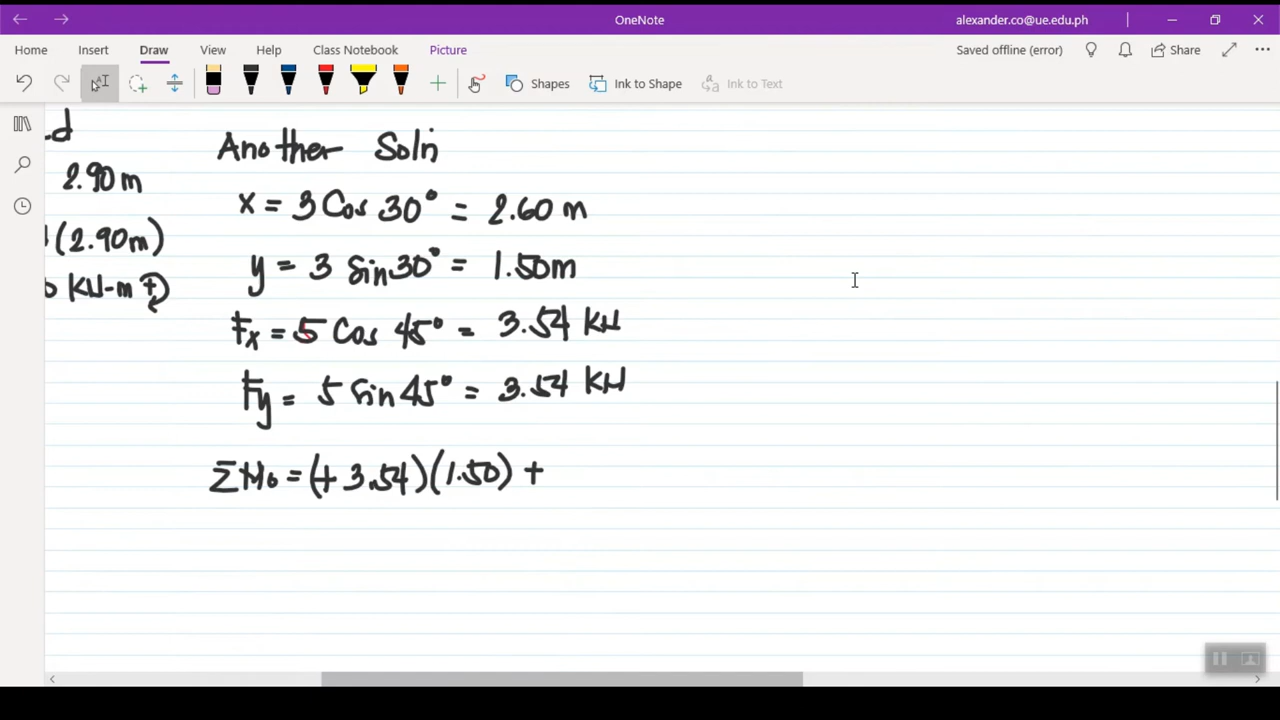 OneNote
alexander.co@ue.edu.ph
Home Insert Draw View Help Class Notebook Picture
Saved offline (error) Share
Shapes Ink to Shape Ink to Text
.d
2.90 m
(2.90m)
KN-m
Another Soln
x = 3 Cos 30° = 2.60 m
y = 3 Sin 30° = 1.50m
Fx = 5 Cos 45° = 3.54 KN
Fy = 5 Sin 45° = 3.54 KN
ΣMo = (+ 3.54)(1.50) +